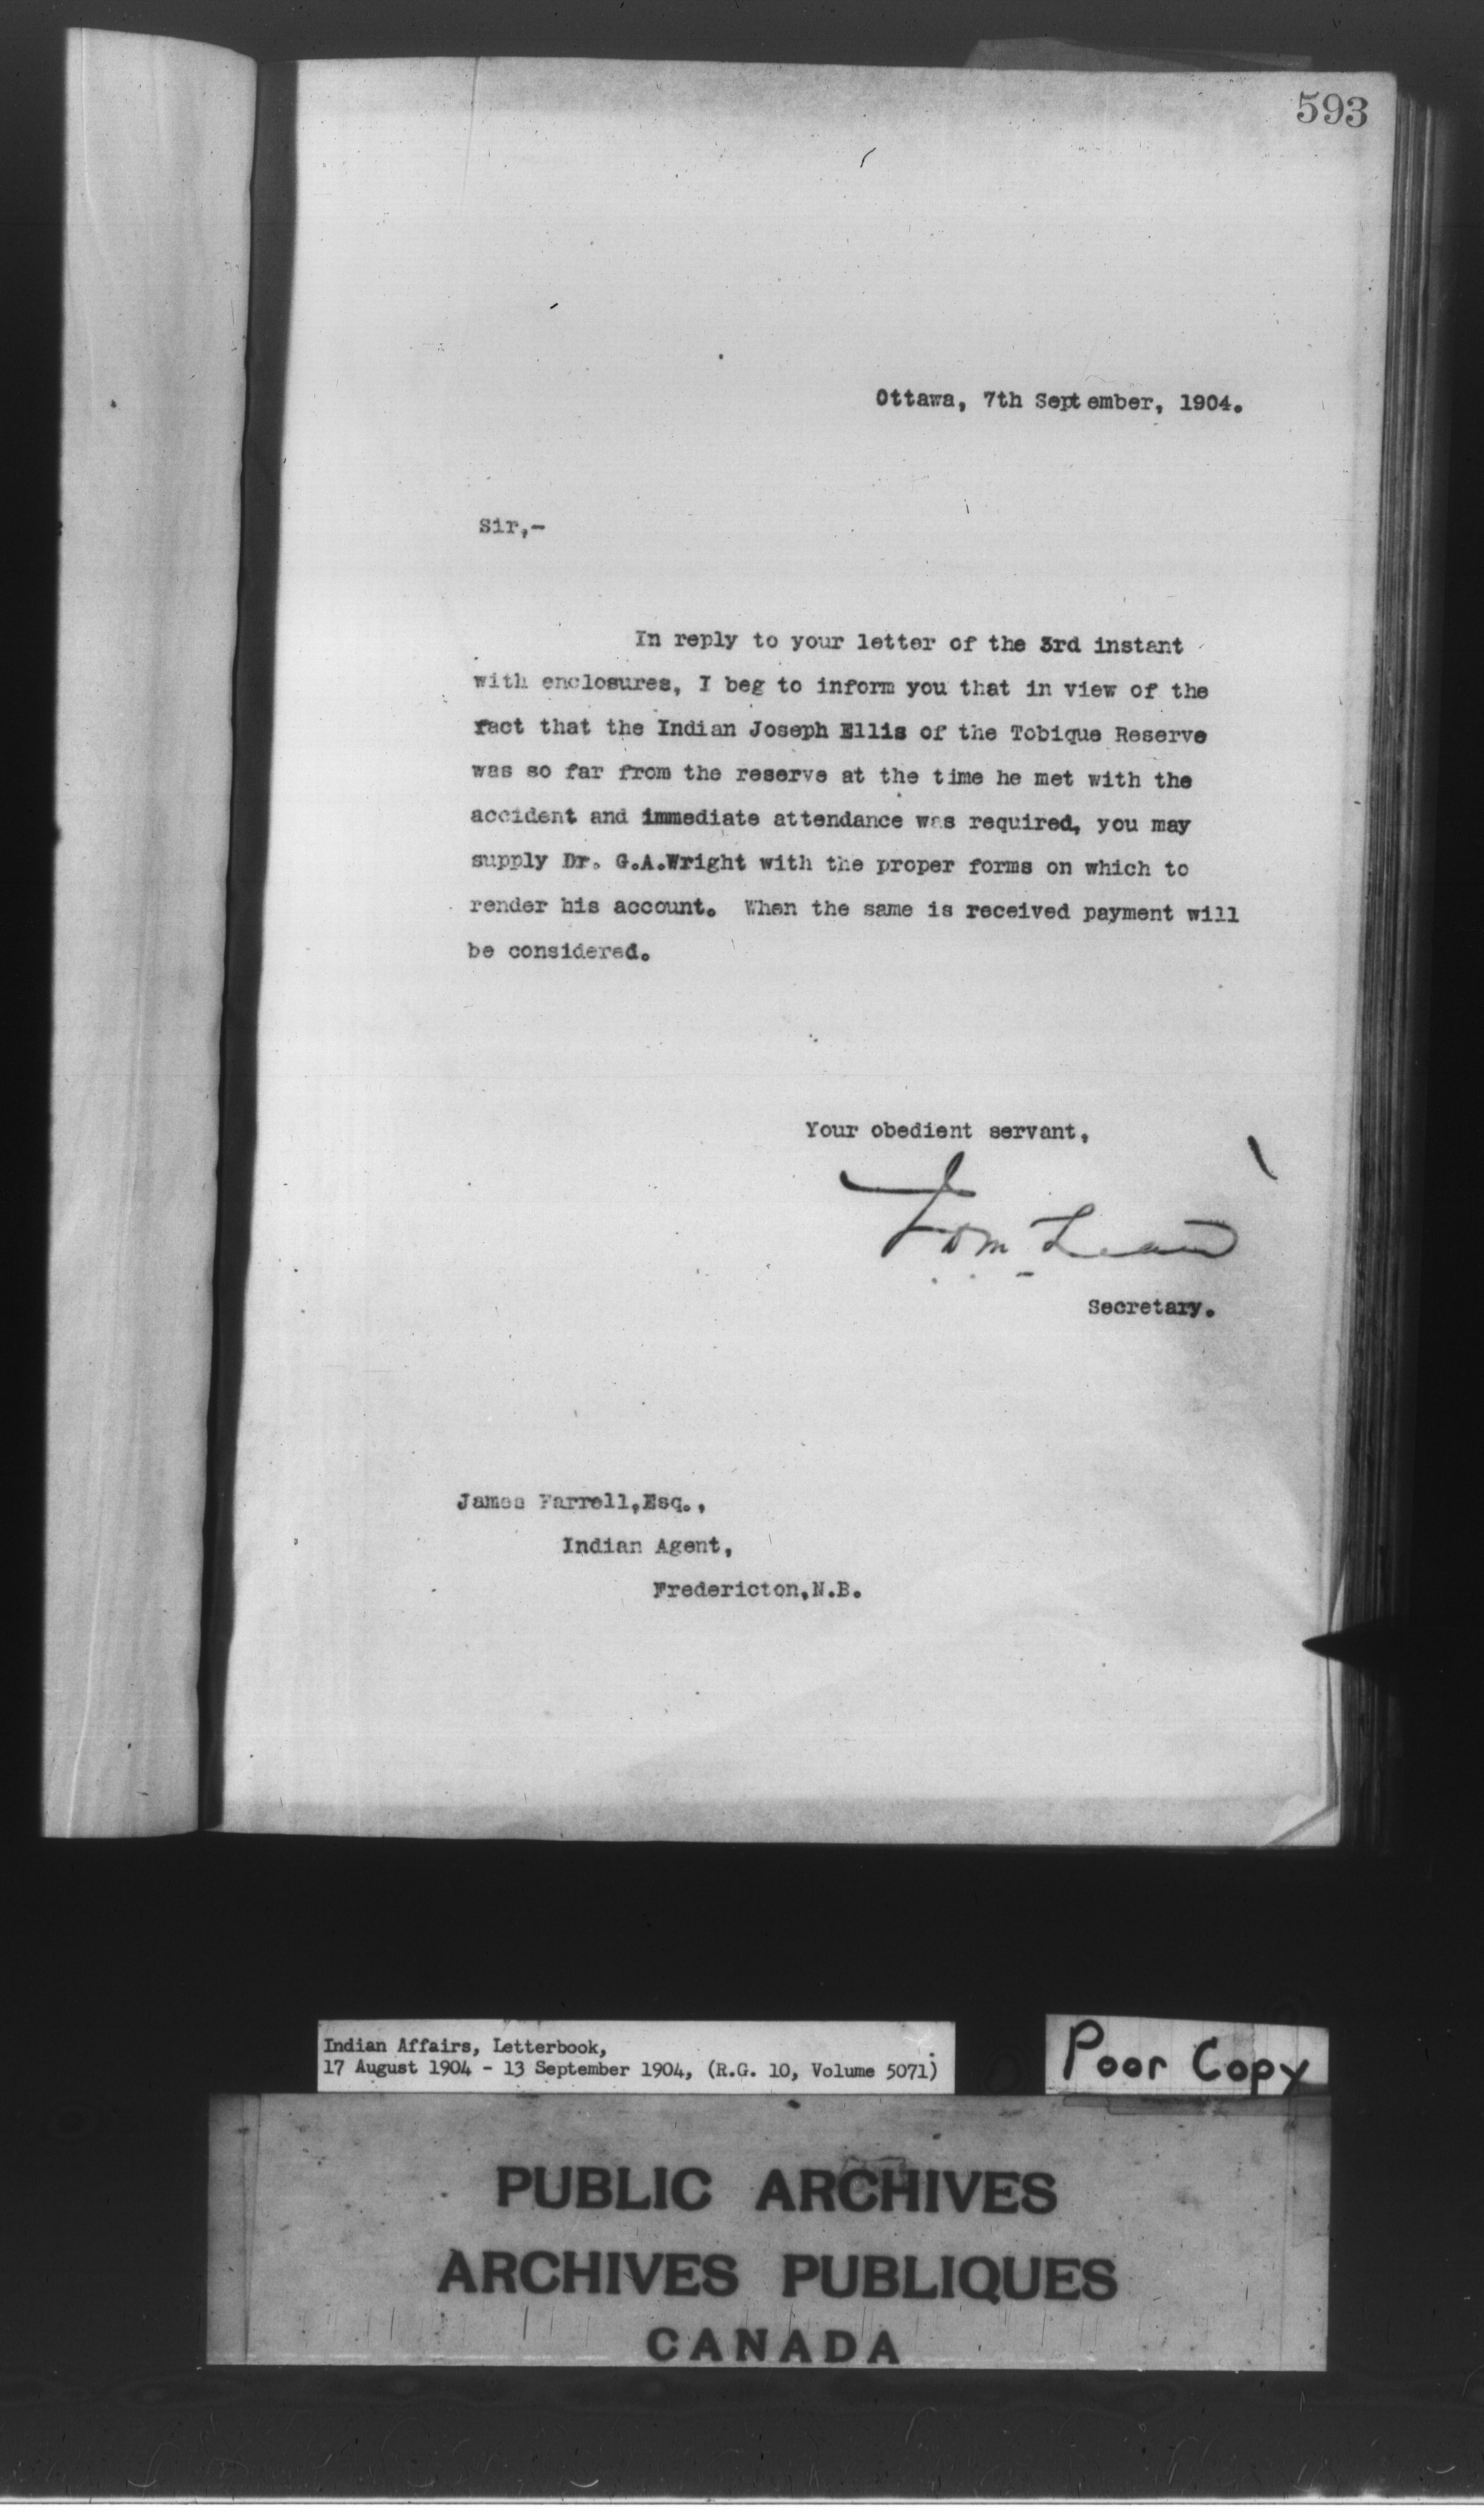 593
Ottawa, 7th September, 1904.
Sir,-
In reply to your letter of the 3rd instant
with enclosures, I beg to inform you that in view of the
fact that the Indian Joseph Ellis of the Tobique Reserve
was so far from the reserve at the time he met with the
accident and immediate attendance was required, you may
supply Dr. G.A.Wright with the proper forms on which to
render his account. When the same is received payment will
be considered.
Your obedient servant,
Secretary.
James Farrell,Esq.,
Indian Agent,
Fredericton,N.B.
Indian Affairs, Letterbook,
17 August 1904 - 13 September 1904, (R.G. 10, Volume 5071)
Poor Copy
PUBLIC ARCHIVES
ARCHIVES PUBLIQUES
CANADA